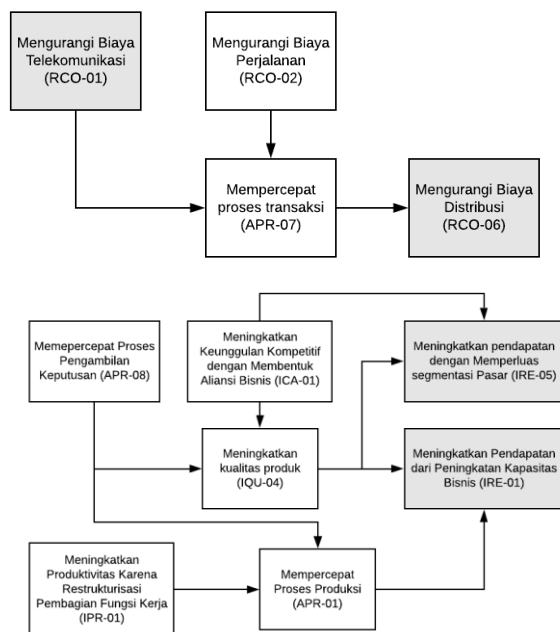 Mengurangi Biaya
Telekomunikasi
(RCO-01)
Mengurangi Biaya
Perjalanan
(RCO-02)
Mempercepat
proses transaksi
(APR-07)
Mengurangi Biaya
Distribusi
(RCO-06)
Memepercepat Proses
Pengambilan
Keputusan (APR-08)
Meningkatkan
Keunggulan Kompetitif
dengan Membentuk
Aliansi Bisnis (ICA-01)
Meningkatkan pendapatan
dengan Memperluas
segmentasi Pasar (IRE-05)
Meningkatkan
kualitas produk
(IQU-04)
Meningkatkan Pendapatan
dari Peningkatan Kapasitas
Bisnis (IRE-01)
Meningkatkan
Produktivitas Karena
Restrukturisasi
Pembagian Fungsi Kerja
(IPR-01)
Mempercepat
Proses Produksi
(APR-01)